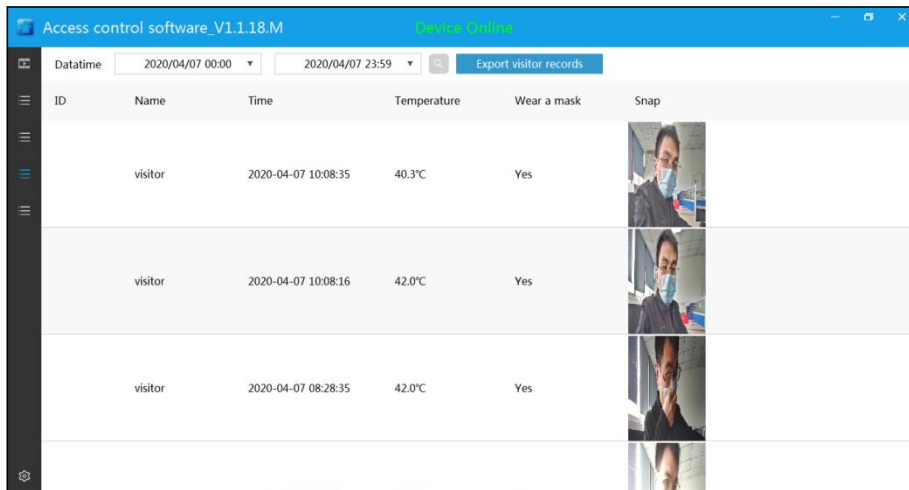 Access control software_V1.1.18.M Device Online
Datatime 2020/04/07 00:00 2020/04/07 23:59 Export visitor records
ID Name Time Temperature Wear a mask Snap
visitor 2020-04-07 10:08:35 40.3℃ Yes
visitor 2020-04-07 10:08:16 42.0℃ Yes
visitor 2020-04-07 08:28:35 42.0℃ Yes